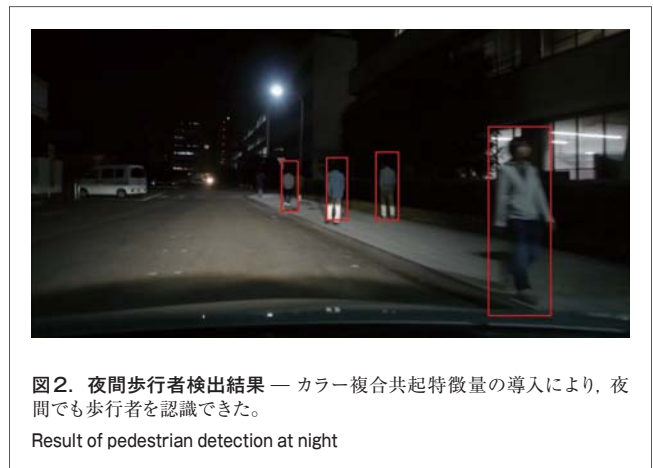 図2．夜間歩行者検出結果 — カラー複合共起特徴量の導入により，夜
間でも歩行者を認識できた。
Result of pedestrian detection at night